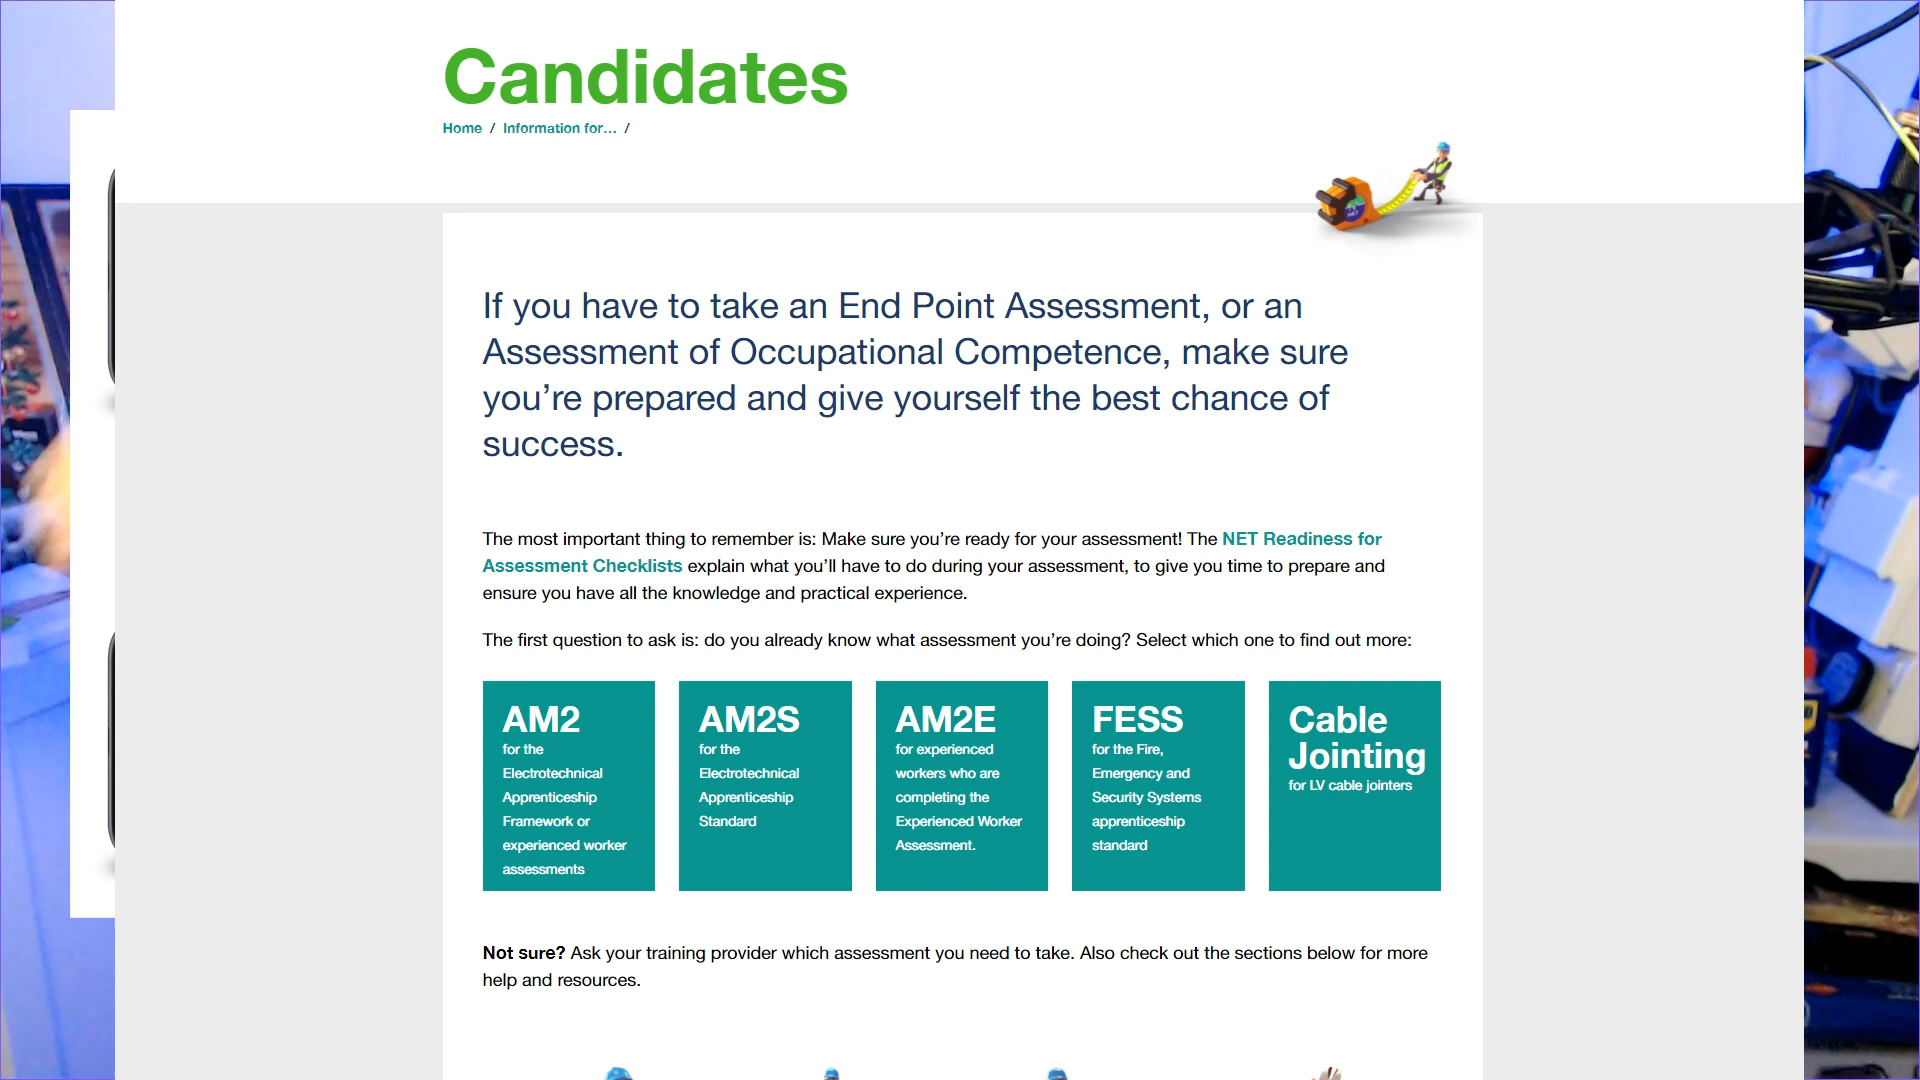 Candidates
Home / Information for... /
NET
If you have to take an End Point Assessment, or an
Assessment of Occupational Competence, make sure
you’re prepared and give yourself the best chance of
success.
The most important thing to remember is: Make sure you’re ready for your assessment! The NET Readiness for
Assessment Checklists explain what you’ll have to do during your assessment, to give you time to prepare and
ensure you have all the knowledge and practical experience.
The first question to ask is: do you already know what assessment you’re doing? Select which one to find out more:
AM2
for the
Electrotechnical
Apprenticeship
Framework or
experienced worker
assessments
AM2S
for the
Electrotechnical
Apprenticeship
Standard
AM2E
for experienced
workers who are
completing the
Experienced Worker
Assessment.
FESS
for the Fire,
Emergency and
Security Systems
apprenticeship
standard
Cable
Jointing
for LV cable jointers
Not sure? Ask your training provider which assessment you need to take. Also check out the sections below for more
help and resources.